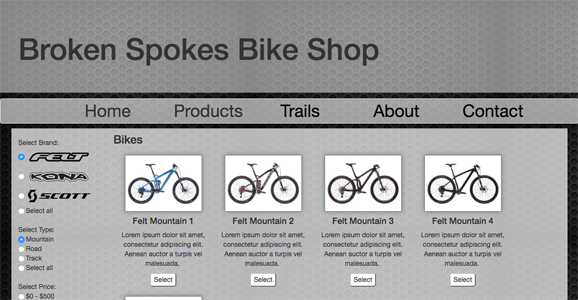 Broken Spokes Bike Shop
Home Products Trails About Contact
Select Brand:
FELT
KONA
SCOTT
Select all
Select Type:
Mountain
Road
Track
Select all
Select Price:
$0 - $500
Bikes
Felt Mountain 1
Lorem ipsum dolor sit amet,
consectetur adipiscing elit.
Aenean auctor a turpis vel
malesuada.
Select
Felt Mountain 2
Lorem ipsum dolor sit amet,
consectetur adipiscing elit.
Aenean auctor a turpis vel
malesuada.
Select
Felt Mountain 3
Lorem ipsum dolor sit amet,
consectetur adipiscing elit.
Aenean auctor a turpis vel
malesuada.
Select
Felt Mountain 4
Lorem ipsum dolor sit amet,
consectetur adipiscing elit.
Aenean auctor a turpis vel
malesuada.
Select